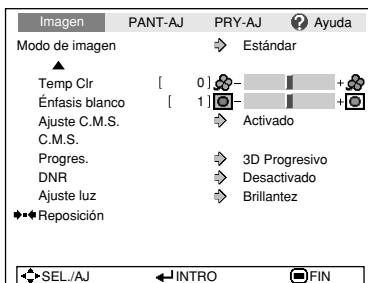 Imagen PANT-AJ PRY-AJ ? Ayuda
Modo de imagen Estándar
Temp Clr [ 0 ] - +
Énfasis blanco [ 1 ] - +
Ajuste C.M.S. Activado
C.M.S.
Progres. 3D Progresivo
DNR Desactivado
Ajuste luz Brillantez
Reposición
SEL./AJ INTRO FIN